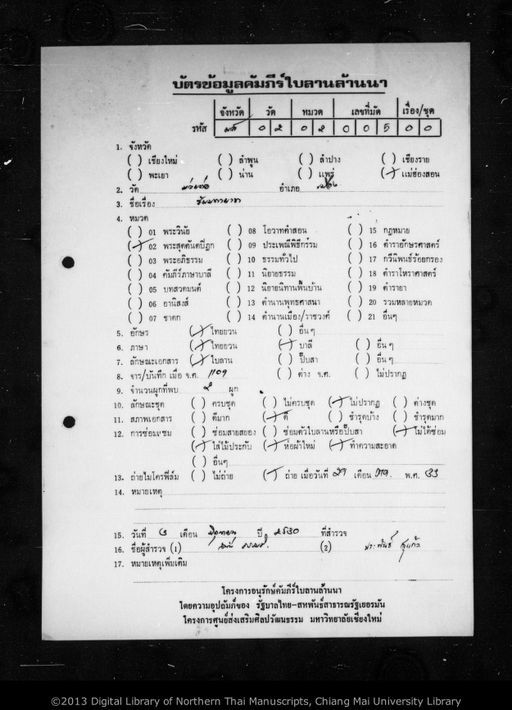 บัตรข้อมูลคัมภีร์ใบลานล้านนา
จังหวัด วัด หมวด เลขที่มัด เรื่อง/ชุด
รหัส มส 0 2 0 2 0 0 5 0 0
1. จังหวัด
( ) เชียงใหม่ ( ) ลำพูน ( ) ลำปาง ( ) เชียงราย
( ) พะเยา ( ) น่าน ( ) แพร่ (/) แม่ฮ่องสอน
2. วัด อำเภอ เมือง
3. ชื่อเรื่อง
4. หมวด
( ) 01 พระวินัย ( ) 08 โอวาทคำสอน ( ) 15 กฎหมาย
(/) 02 พระสุตตันตปิฎก ( ) 09 ประเพณีพิธีกรรม ( ) 16 ตำรายักษรศาสตร์
( ) 03 พระอภิธรรม ( ) 10 ธรรมทั่วไป ( ) 17 กวีนิพนธ์ร้อยกรอง
( ) 04 คัมภีร์ภาษาบาลี ( ) 11 นิยายธรรม ( ) 18 ตำราโหราศาสตร์
( ) 05 บทสวดมนต์ ( ) 12 นิยายนิทานพื้นบ้าน ( ) 19 ตำรายา
( ) 06 อานิสงส์ ( ) 13 ตำนานพุทธศาสนา ( ) 20 รวมหลายหมวด
( ) 07 ชาดก ( ) 14 ตำนานเมือง/ราชวงศ์ ( ) 21 อื่นๆ
5. อักษร (/) ไทยยวน ( ) อื่นๆ
6. ภาษา (/) ไทยยวน (/) บาลี ( ) อื่นๆ
7. ลักษณะเอกสาร (/) ใบลาน ( ) ปั๊บสา ( ) อื่นๆ
8. จาร/บันทึก เมื่อ จ.ศ. 1109 ( ) ต่าง จ.ศ. ( ) ไม่ปรากฏ
9. จำนวนผูกที่พบ 2 ผูก
10. ลักษณะชุด ( ) ครบชุด ( ) ไม่ครบชุด (/) ไม่ปรากฏ ( ) ต่างชุด
11. สภาพเอกสาร ( ) ดีมาก (/) ดี ( ) ชำรุดบ้าง ( ) ชำรุดมาก
12. การซ่อมแซม ( ) ซ่อมสายสยอง ( ) ซ่อมตัวใบลานหรือปั๊บสา (/) ไม่ได้ซ่อม
(/) ใส่ไม้ประกับ (/) ห่อผ้าใหม่ (/) ทำความสะอาด
( ) อื่นๆ
13. ถ่ายไมโครฟิล์ม ( ) ไม่ถ่าย (/) ถ่าย เมื่อวันที่ 29 เดือน พ.ศ. 33
14. หมายเหตุ
15. วันที่ 3 เดือน ปี 2530 ที่สำรวจ
16. ชื่อผู้สำรวจ (1) (2)
17. หมายเหตุเพิ่มเติม
โครงการอนุรักษ์คัมภีร์ใบลานล้านนา
โดยความอุปถัมภ์ของ รัฐบาลไทย-สหพันธ์สาธารณรัฐเยอรมัน
โครงการศูนย์ส่งเสริมศิลปวัฒนธรรม มหาวิทยาลัยเชียงใหม่
©2013 Digital Library of Northern Thai Manuscripts, Chiang Mai University Library